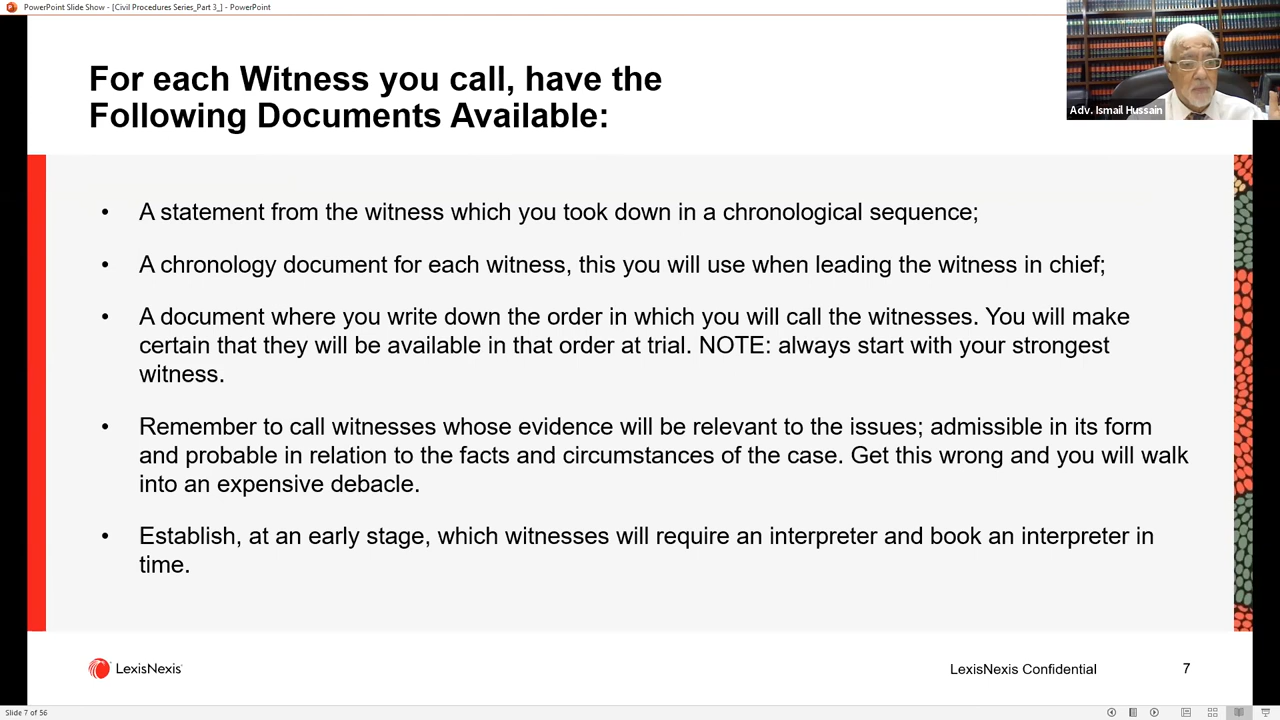 PowerPoint Slide Show - [Civil Procedures Series_Part 3_] - PowerPoint
For each Witness you call, have the
Following Documents Available:
Adv. Ismail Hussain
• A statement from the witness which you took down in a chronological sequence;
• A chronology document for each witness, this you will use when leading the witness in chief;
• A document where you write down the order in which you will call the witnesses. You will make
certain that they will be available in that order at trial. NOTE: always start with your strongest
witness.
• Remember to call witnesses whose evidence will be relevant to the issues; admissible in its form
and probable in relation to the facts and circumstances of the case. Get this wrong and you will walk
into an expensive debacle.
• Establish, at an early stage, which witnesses will require an interpreter and book an interpreter in
time.
LexisNexis
LexisNexis Confidential
7
Slide 7 of 56